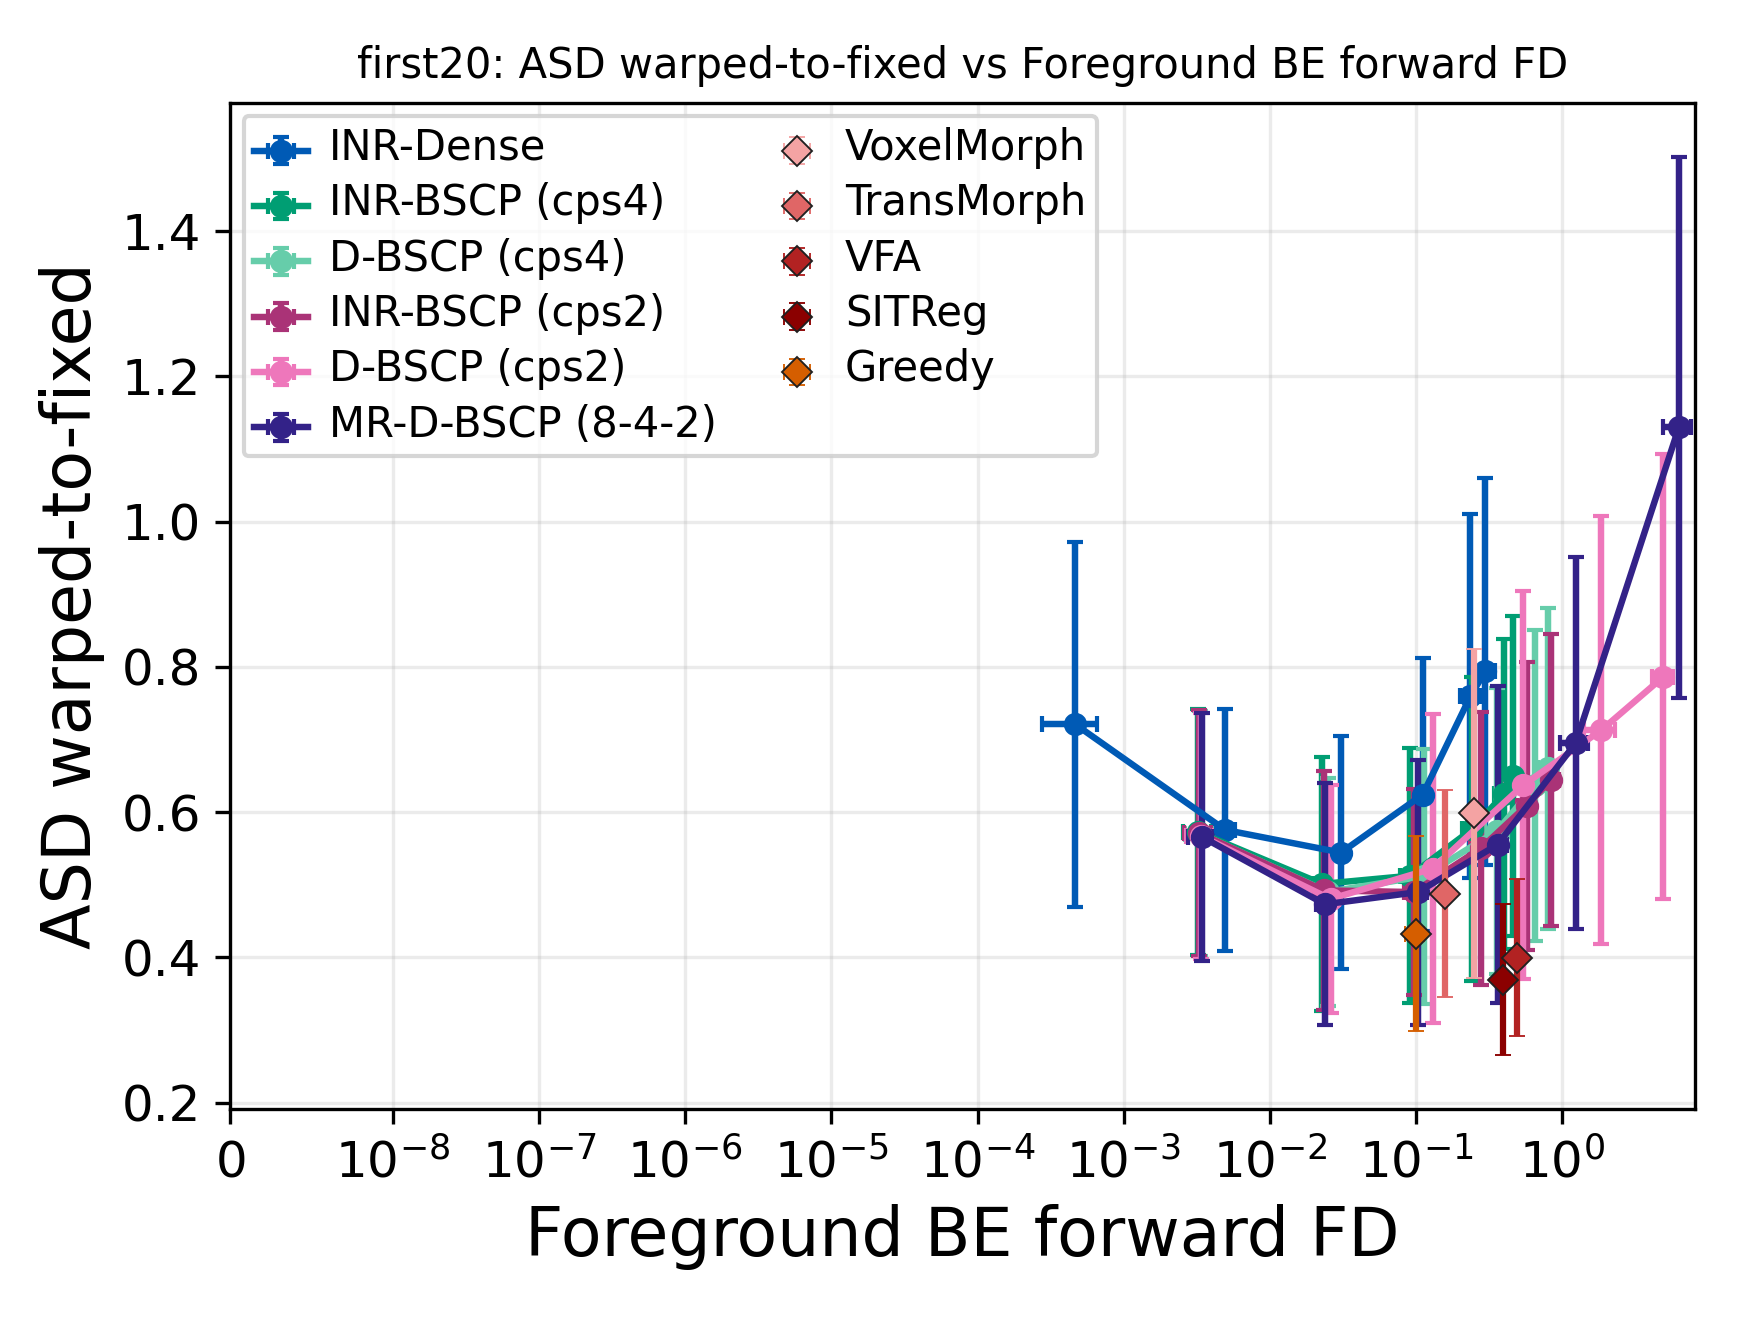 first20: ASD warped-to-fixed vs Foreground BE forward FD
INR-Dense
INR-BSCP (cps4)
D-BSCP (cps4)
INR-BSCP (cps2)
D-BSCP (cps2)
MR-D-BSCP (8-4-2)
VoxelMorph
TransMorph
VFA
SITReg
Greedy
ASD warped-to-fixed
1.4
1.2
1.0
0.8
0.6
0.4
0.2
0 10⁻⁸ 10⁻⁷ 10⁻⁶ 10⁻⁵ 10⁻⁴ 10⁻³ 10⁻² 10⁻¹ 10⁰
Foreground BE forward FD